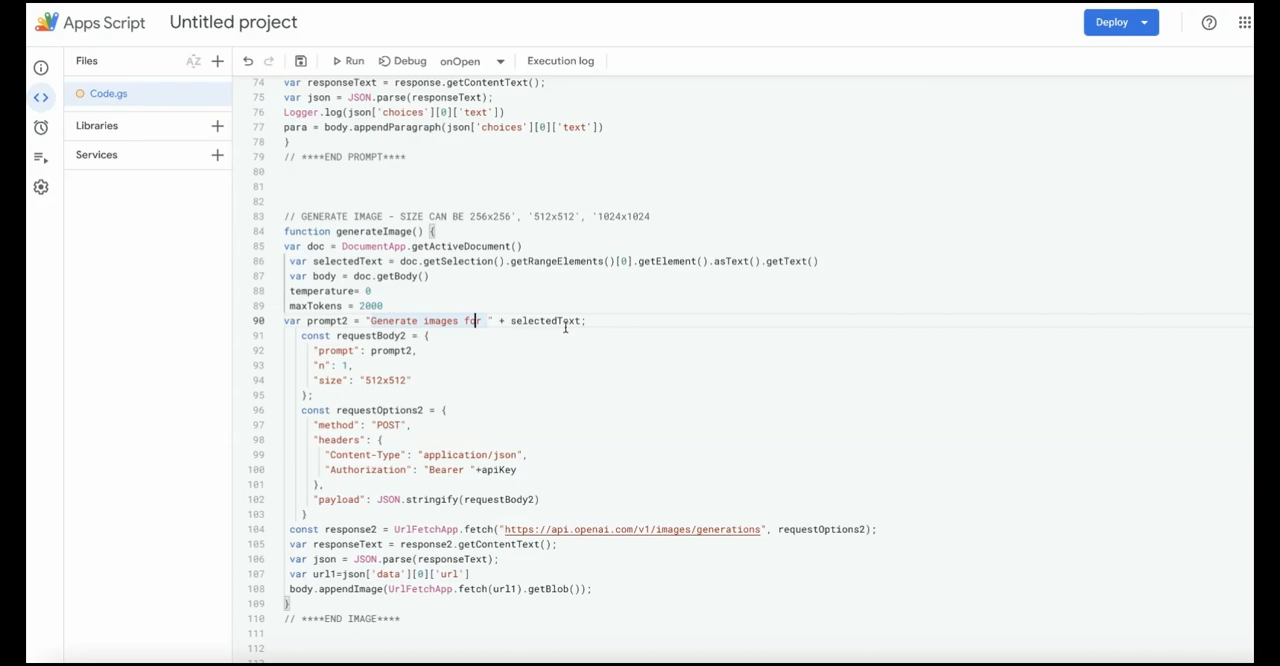 Apps Script Untitled project Deploy
Files AZ Run Debug onOpen Execution log
Code.gs
Libraries
Services
74 var responseText = response.getContentText();
75 var json = JSON.parse(responseText);
76 Logger.log(json['choices'][0]['text'])
77 para = body.appendParagraph(json['choices'][0]['text'])
78 }
79 // ****END PROMPT****
80
81
82
83 // GENERATE IMAGE - SIZE CAN BE 256x256', '512x512', '1024x1024
84 function generateImage() {
85 var doc = DocumentApp.getActiveDocument()
86 var selectedText = doc.getSelection().getRangeElements()[0].getElement().asText().getText()
87 var body = doc.getBody()
88 temperature= 0
89 maxTokens = 2000
90 var prompt2 = "Generate images for " + selectedText;
91 const requestBody2 = {
92 "prompt": prompt2,
93 "n": 1,
94 "size": "512x512"
95 };
96 const requestOptions2 = {
97 "method": "POST",
98 "headers": {
99 "Content-Type": "application/json",
100 "Authorization": "Bearer "+apiKey
101 },
102 "payload": JSON.stringify(requestBody2)
103 }
104 const response2 = UrlFetchApp.fetch("https://api.openai.com/v1/images/generations", requestOptions2);
105 var responseText = response2.getContentText();
106 var json = JSON.parse(responseText);
107 var url1=json['data'][0]['url']
108 body.appendImage(UrlFetchApp.fetch(url1).getBlob());
109 }
110 // ****END IMAGE****
111
112